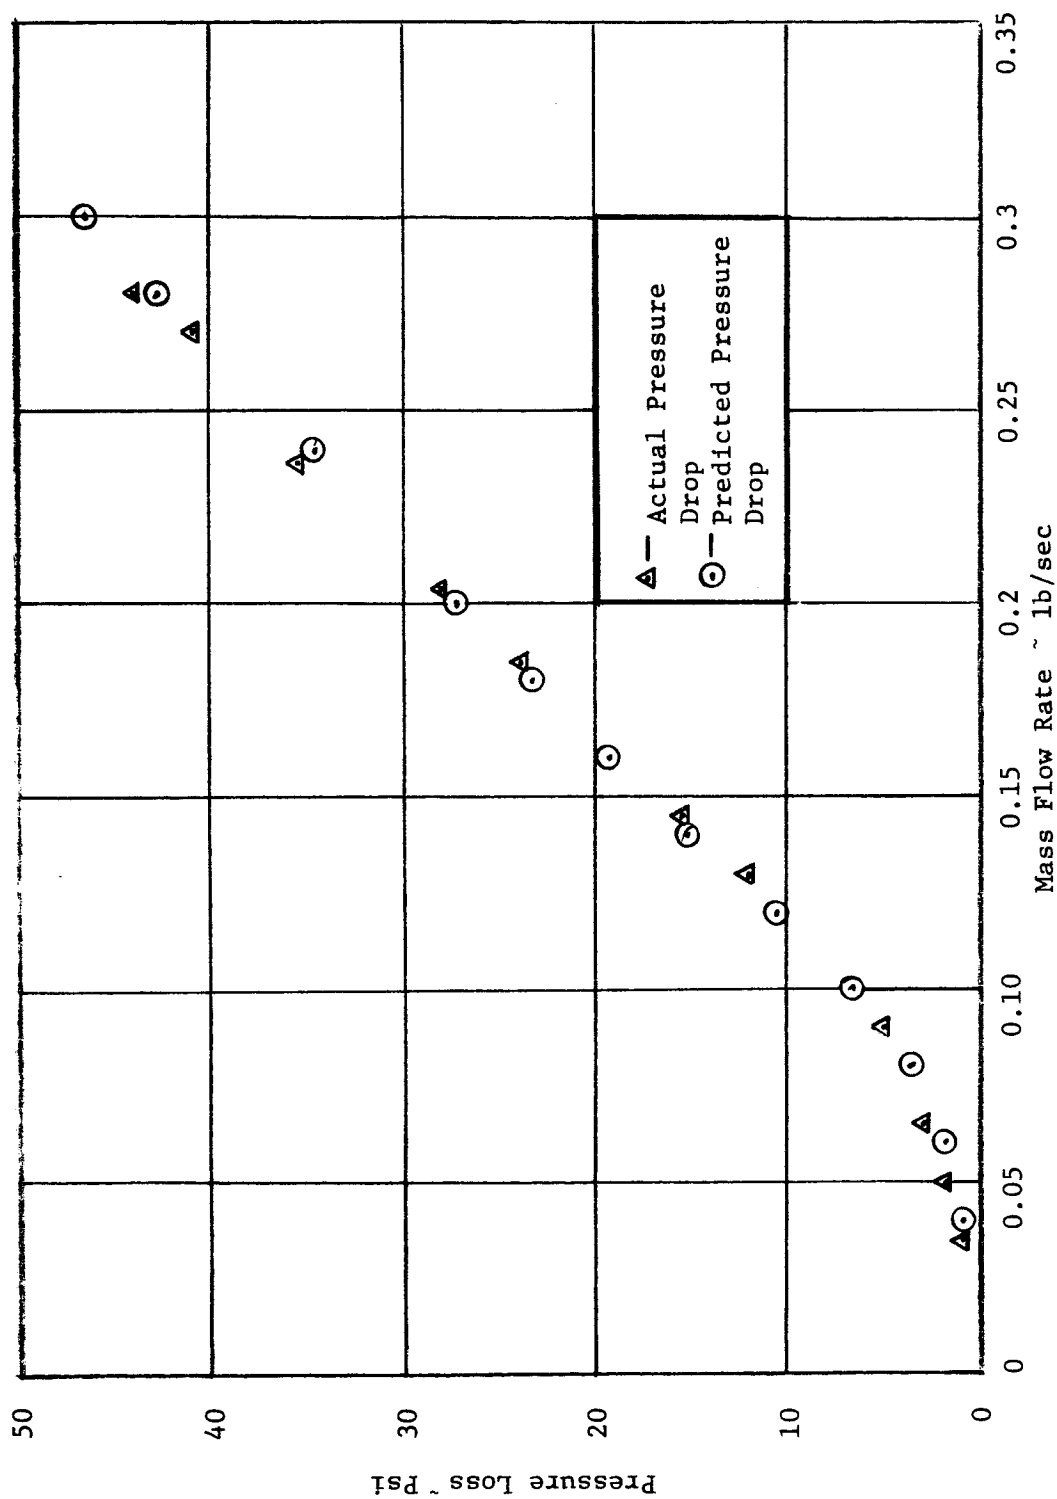 50
40
30
20
10
0
Pressure Loss ~ Psi
0
0.05
0.10
0.15
0.2
0.25
0.3
0.35
Mass Flow Rate ~ lb/sec
— Actual Pressure
Drop
— Predicted Pressure
Drop